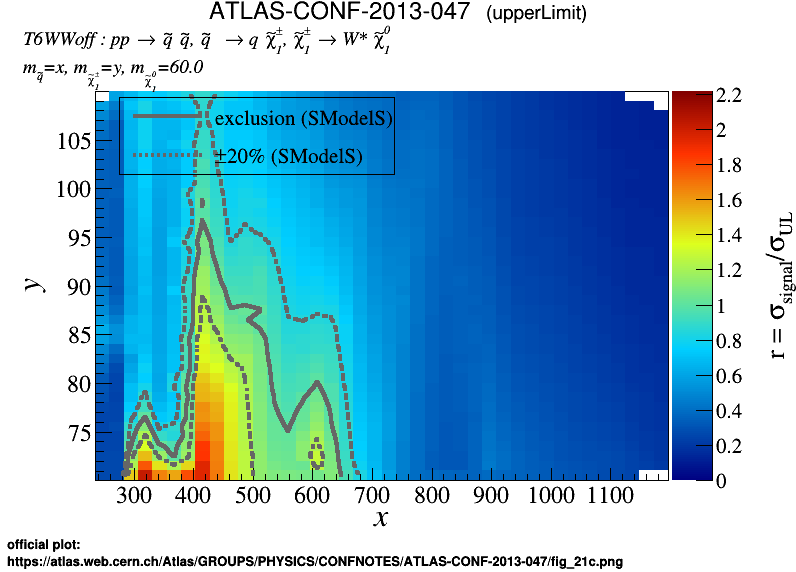 ATLAS-CONF-2013-047 (upperLimit)
T6WWoff : pp → q̃ q̃, q̃ → q χ̃₁±, χ̃₁± → W* χ̃₁⁰
m_q̃=x, m_χ̃₁±=y, m_χ̃₁⁰=60.0
exclusion (SModelS)
±20% (SModelS)
105
100
95
90
85
80
75
y
300 400 500 600 700 800 900 1000 1100
x
2.2
2
1.8
1.6
1.4
1.2
1
0.8
0.6
0.4
0.2
0
r = σ_signal/σ_UL
official plot:
https://atlas.web.cern.ch/Atlas/GROUPS/PHYSICS/CONFNOTES/ATLAS-CONF-2013-047/fig_21c.png